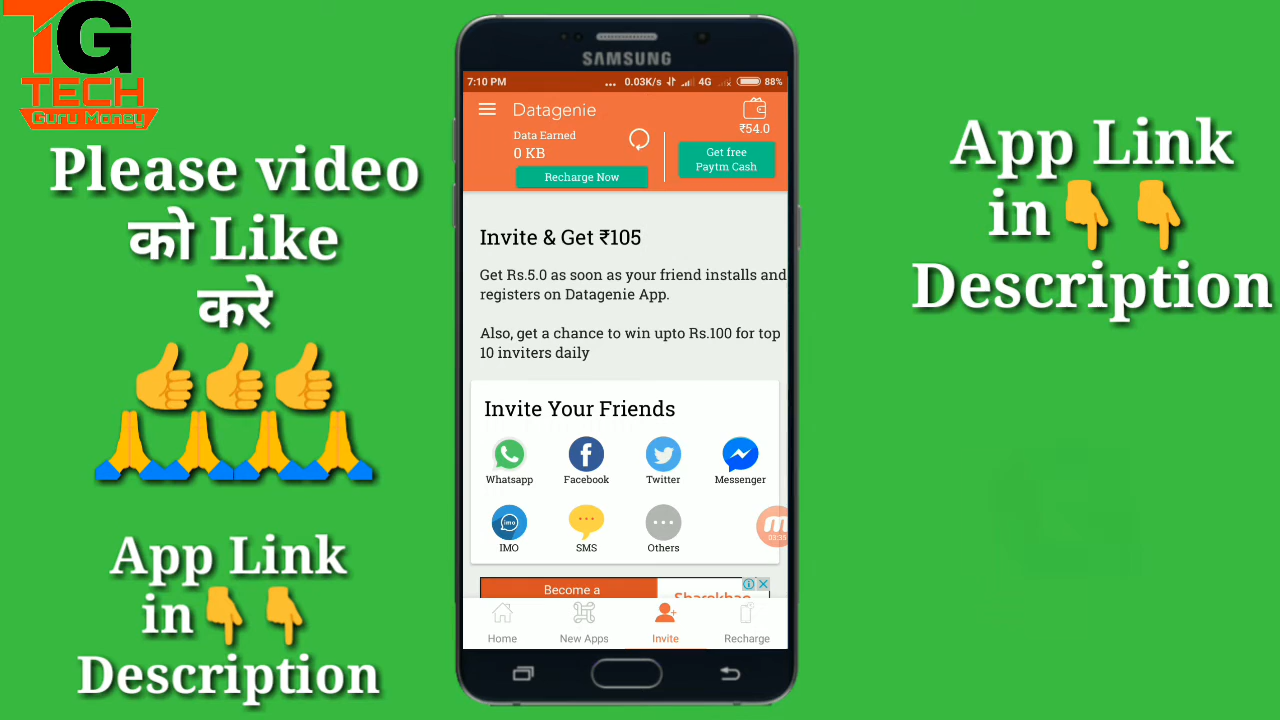 TG
TECH
Guru Money
Please video
को Like
करे
App Link
in
Description
SAMSUNG
7:10 PM
... 0.03K/s 4G 88%
Datagenie
₹54.0
Data Earned
0 KB
Recharge Now
Get free
Paytm Cash
Invite & Get ₹105
Get Rs.5.0 as soon as your friend installs and
registers on Datagenie App.
Also, get a chance to win upto Rs.100 for top
10 inviters daily
Invite Your Friends
Whatsapp Facebook Twitter Messenger
imo
IMO SMS Others
03:35
Become a
Sharekhan
Home New Apps Invite Recharge
App Link
in
Description